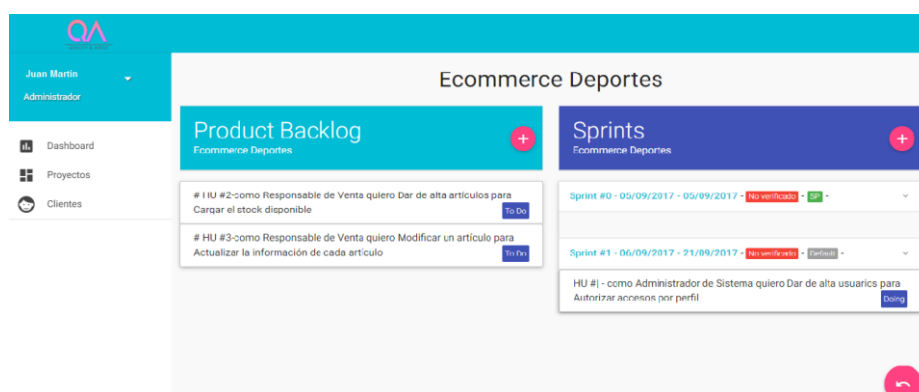 QA
Juan Martin
Administrador
Dashboard
Proyectos
Clientes
Ecommerce Deportes
Product Backlog
Ecommerce Deportes
# HU #2-como Responsable de Venta quiero Dar de alta artículos para
Cargar el stock disponible
To Do
# HU #3-como Responsable de Venta quiero Modificar un artículo para
Actualizar la información de cada artículo
To Do
Sprints
Ecommerce Deportes
Sprint #0 - 05/09/2017 - 05/09/2017 - No verificado - SP -
Sprint #1 - 06/09/2017 - 21/09/2017 - No verificado - Default -
HU #| - como Administrador de Sistema quiero Dar de alta usuarios para
Autorizar accesos por perfil
Doing